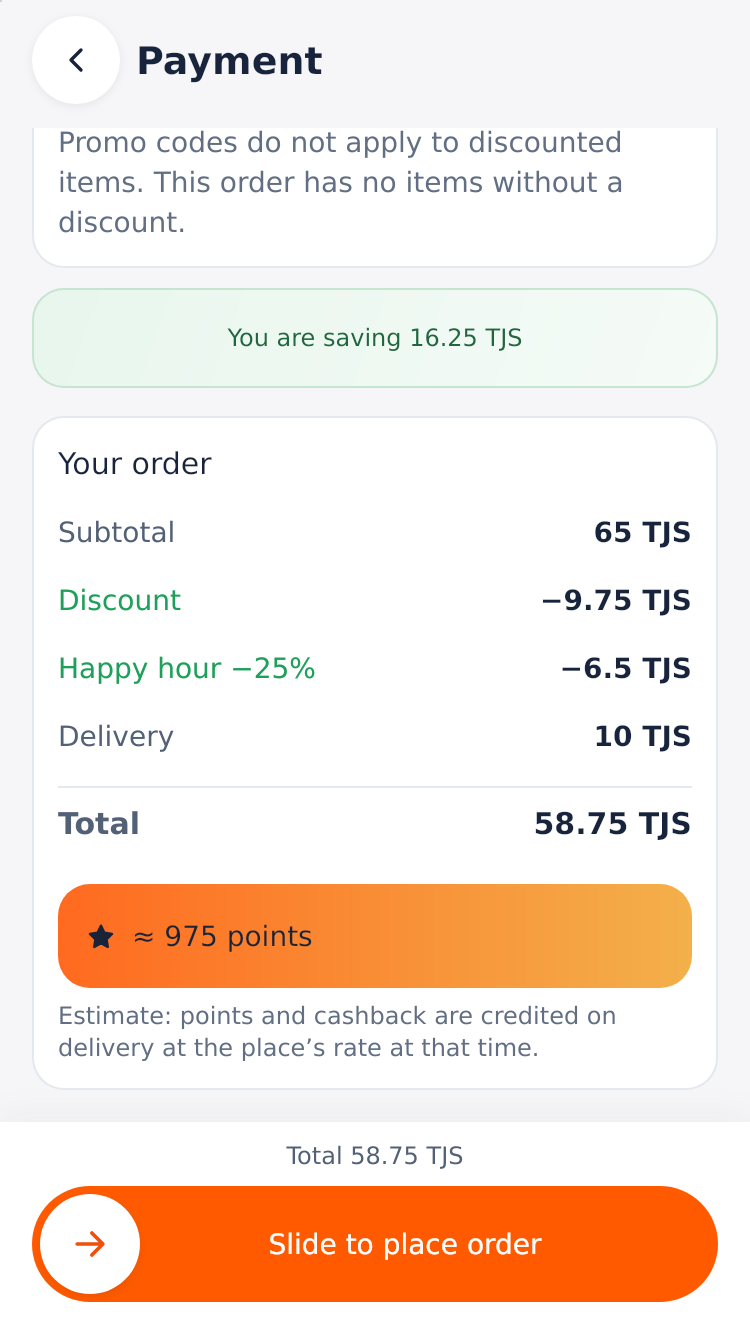 Payment
Promo codes do not apply to discounted
items. This order has no items without a
discount.
You are saving 16.25 TJS
Your order
Subtotal 65 TJS
Discount −9.75 TJS
Happy hour −25% −6.5 TJS
Delivery 10 TJS
Total 58.75 TJS
≈ 975 points
Estimate: points and cashback are credited on
delivery at the place’s rate at that time.
Total 58.75 TJS
Slide to place order